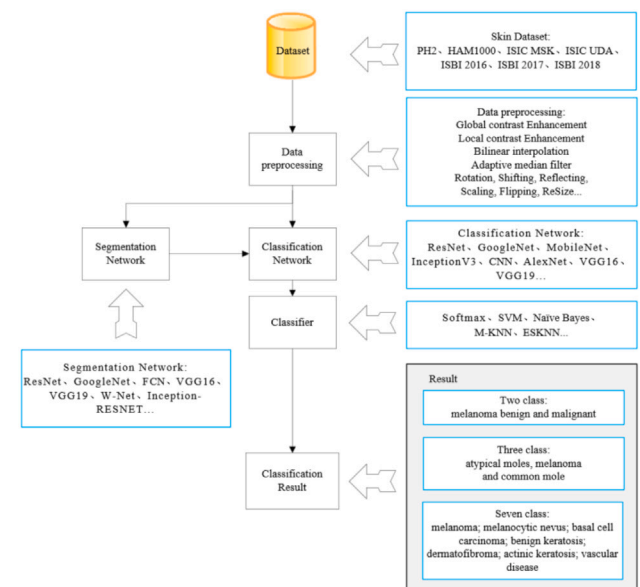 Dataset
Skin Dataset:
PH2、HAM1000、ISIC MSK、ISIC UDA、
ISBI 2016、ISBI 2017、ISBI 2018
Data
preprocessing
Data preprocessing:
Global contrast Enhancement
Local contrast Enhancement
Bilinear interpolation
Adaptive median filter
Rotation, Shifting, Reflecting,
Scaling, Flipping, ReSize...
Segmentation
Network
Classification
Network
Classification Network:
ResNet、GoogleNet、MobileNet、
InceptionV3、CNN、AlexNet、VGG16、
VGG19...
Classifier
Softmax、SVM、Naïve Bayes、
M-KNN、ESKNN...
Segmentation Network:
ResNet、GoogleNet、FCN、VGG16、
VGG19、W-Net、Inception-
RESNET...
Classification
Result
Result
Two class:
melanoma benign and malignant
Three class:
atypical moles, melanoma
and common mole
Seven class:
melanoma; melanocytic nevus; basal cell
carcinoma; benign keratosis;
dermatofibroma; actinic keratosis; vascular
disease